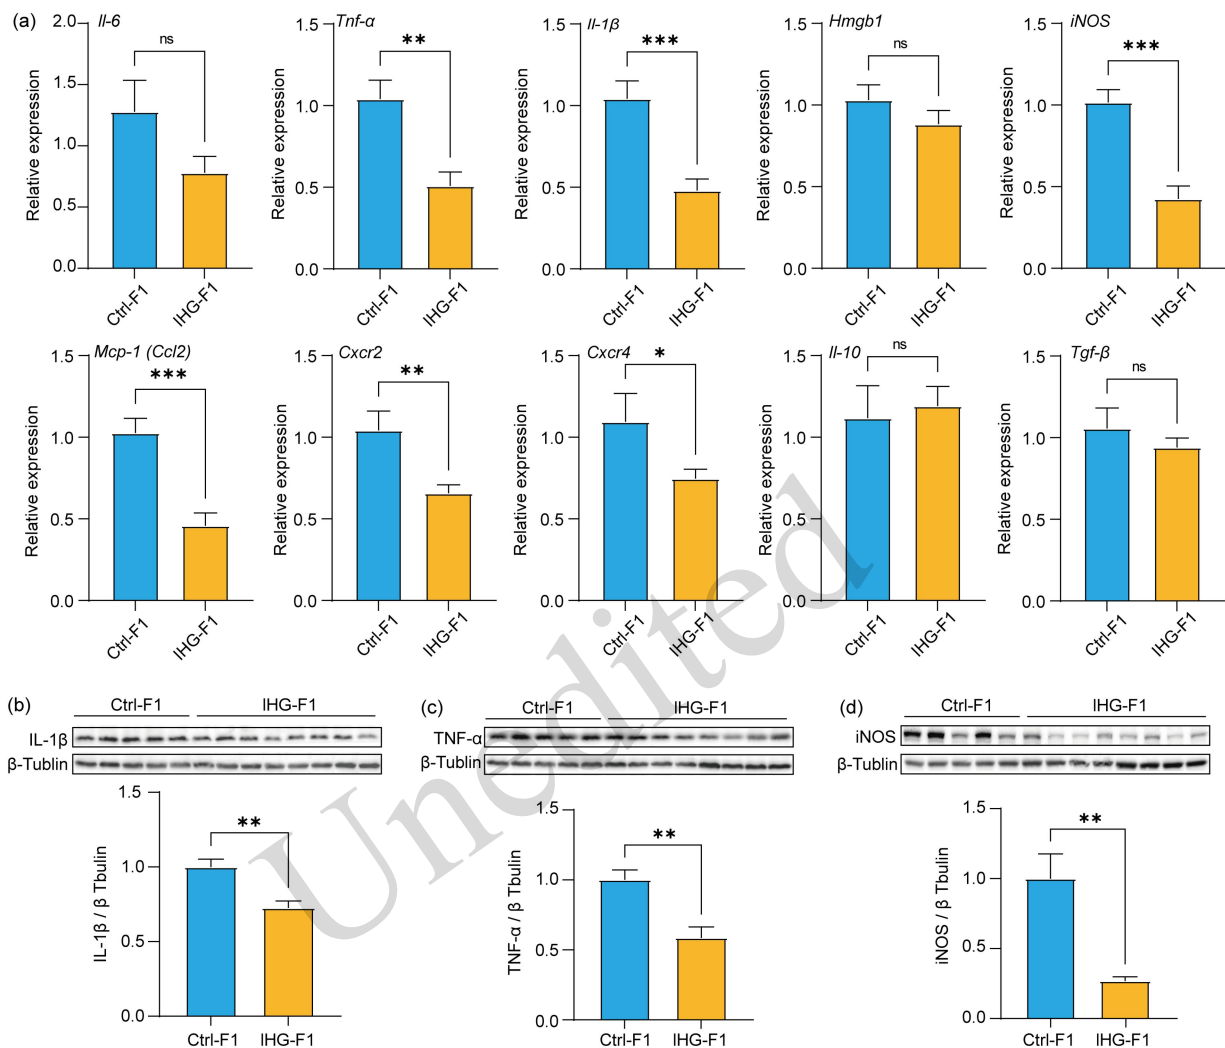 (a)
Il-6
ns
Relative expression
2.0
1.5
1.0
0.5
0.0
Ctrl-F1
IHG-F1
Tnf-α
**
Relative expression
1.5
1.0
0.5
0.0
Ctrl-F1
IHG-F1
Il-1β
***
Relative expression
1.5
1.0
0.5
0.0
Ctrl-F1
IHG-F1
Hmgb1
ns
Relative expression
1.5
1.0
0.5
0.0
Ctrl-F1
IHG-F1
iNOS
***
Relative expression
1.5
1.0
0.5
0.0
Ctrl-F1
IHG-F1
Mcp-1 (Ccl2)
***
Relative expression
1.5
1.0
0.5
0.0
Ctrl-F1
IHG-F1
Cxcr2
**
Relative expression
1.5
1.0
0.5
0.0
Ctrl-F1
IHG-F1
Cxcr4
*
Relative expression
1.5
1.0
0.5
0.0
Ctrl-F1
IHG-F1
Il-10
ns
Relative expression
1.5
1.0
0.5
0.0
Ctrl-F1
IHG-F1
Tgf-β
ns
Relative expression
1.5
1.0
0.5
0.0
Ctrl-F1
IHG-F1
(b)
Ctrl-F1 IHG-F1
IL-1β
β-Tublin
**
IL-1β / β Tbulin
1.5
1.0
0.5
0.0
Ctrl-F1 IHG-F1
(c)
Ctrl-F1 IHG-F1
TNF-α
β-Tublin
**
TNF-α / β Tbulin
1.5
1.0
0.5
0.0
Ctrl-F1 IHG-F1
(d)
Ctrl-F1 IHG-F1
iNOS
β-Tublin
**
iNOS / β Tbulin
1.5
1.0
0.5
0.0
Ctrl-F1 IHG-F1
Unedited